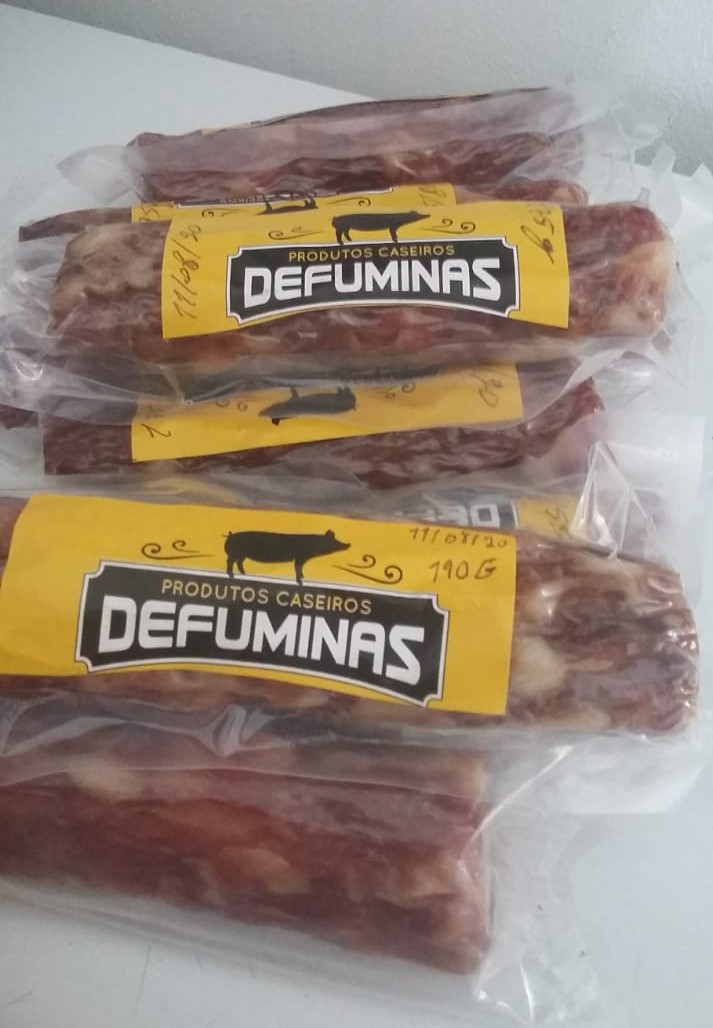 11/08/20
PRODUTOS CASEIROS
DEFUMINAS
11/08/20
190G
PRODUTOS CASEIROS
DEFUMINAS